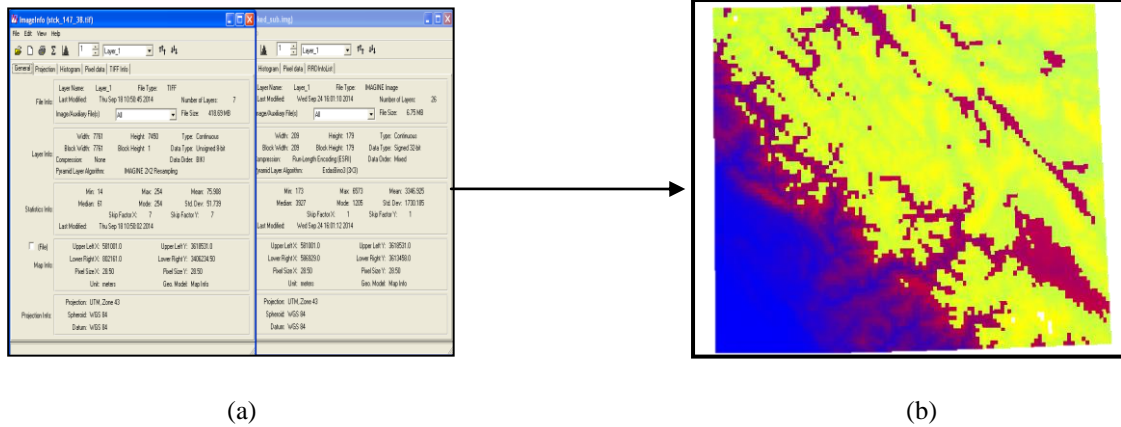 ImageInfo (stck_147_38.tif)
File Edit View Help
1 Layer_1
General Projection Histogram Pixel data TIFF Info
File Info:
Layer Name: Layer_1 File Type: TIFF
Last Modified: Thu Sep 18 10:50:45 2014 Number of Layers: 7
Image/Auxiliary File(s) All File Size: 418.69 MB
Layer Info:
Width: 7761 Height: 7450 Type: Continuous
Block Width: 7761 Block Height: 1 Data Type: Unsigned 8-bit
Compression: None Data Order: BIL
Pyramid Layer Algorithm: IMAGINE 2X2 Resampling
Statistics Info:
Min: 14 Max: 254 Mean: 75.908
Median: 61 Mode: 254 Std. Dev: 51.739
Skip Factor X: 7 Skip Factor Y: 7
Last Modified: Thu Sep 18 10:50:02 2014
(File)
Map Info:
Upper Left X: 581001.0 Upper Left Y: 3618531.0
Lower Right X: 802161.0 Lower Right Y: 3406234.50
Pixel Size X: 28.50 Pixel Size Y: 28.50
Unit: meters Geo. Model: Map Info
Projection Info:
Projection: UTM, Zone 43
Spheroid: WGS 84
Datum: WGS 84
ked_sub.img)
1 Layer_1
Histogram Pixel data
Layer Name: Layer_1 File Type: IMAGINE Image
Last Modified: Wed Sep 24 16:01:10 2014 Number of Layers: 26
Image/Auxiliary File(s) All File Size: 6.75 MB
Width: 209 Height: 179 Type: Continuous
Block Width: 209 Block Height: 179 Data Type: Signed 32-bit
Compression: Run-Length Encoding (ESRI) Data Order: Mixed
Pyramid Layer Algorithm:
Min: 173 Max: 6573 Mean: 3346.925
Median: 3927 Mode: 1205 Std. Dev: 1730.185
Skip Factor X: 1 Skip Factor Y: 1
Last Modified: Wed Sep 24 16:01:12 2014
Upper Left X: 581001.0 Upper Left Y: 3618531.0
Lower Right X: 586929.0 Lower Right Y: 3613458.0
Pixel Size X: 28.50 Pixel Size Y: 28.50
Unit: meters Geo. Model: Map Info
Projection: UTM, Zone 43
Spheroid: WGS 84
Datum: WGS 84
(a)
(b)